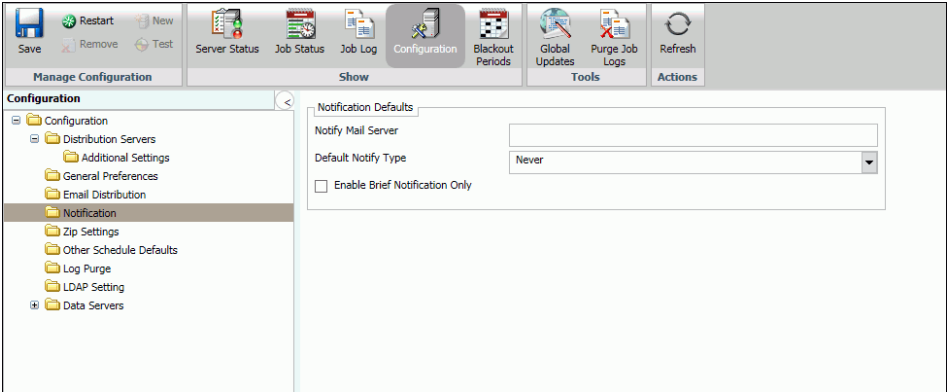 Save
Restart
Remove
New
Test
Manage Configuration
Server Status
Job Status
Job Log
Configuration
Blackout
Periods
Show
Global
Updates
Purge Job
Logs
Tools
Refresh
Actions
Configuration
<
Configuration
Distribution Servers
Additional Settings
General Preferences
Email Distribution
Notification
Zip Settings
Other Schedule Defaults
Log Purge
LDAP Setting
Data Servers
Notification Defaults
Notify Mail Server
Default Notify Type
Never
Enable Brief Notification Only